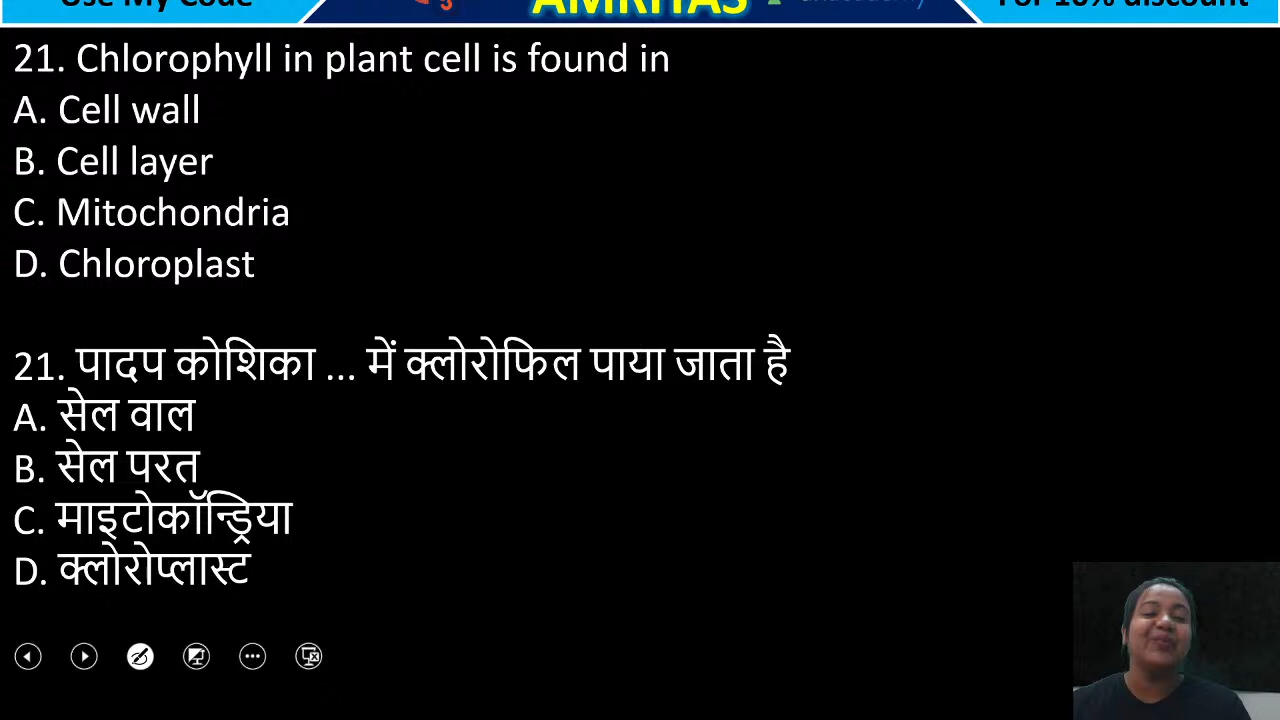 Use My Code
AMRITAS
For 10% discount
21. Chlorophyll in plant cell is found in
A. Cell wall
B. Cell layer
C. Mitochondria
D. Chloroplast
21. पादप कोशिका ... में क्लोरोफिल पाया जाता है
A. सेल वाल
B. सेल परत
C. माइटोकॉन्ड्रिया
D. क्लोरोप्लास्ट